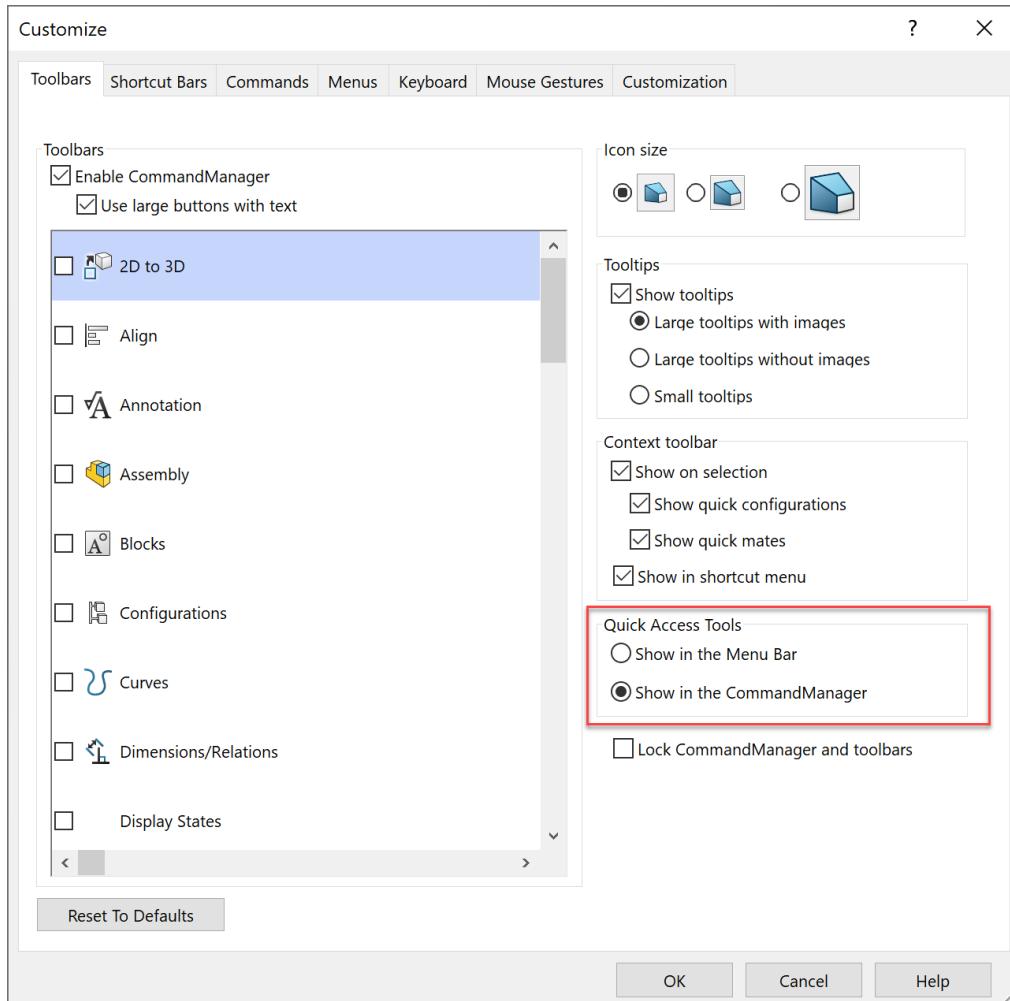 Customize
?
Toolbars
Shortcut Bars
Commands
Menus
Keyboard
Mouse Gestures
Customization
Toolbars
Enable CommandManager
Use large buttons with text
2D to 3D
Align
Annotation
Assembly
Blocks
Configurations
Curves
Dimensions/Relations
Display States
Reset To Defaults
Icon size
Tooltips
Show tooltips
Large tooltips with images
Large tooltips without images
Small tooltips
Context toolbar
Show on selection
Show quick configurations
Show quick mates
Show in shortcut menu
Quick Access Tools
Show in the Menu Bar
Show in the CommandManager
Lock CommandManager and toolbars
OK
Cancel
Help